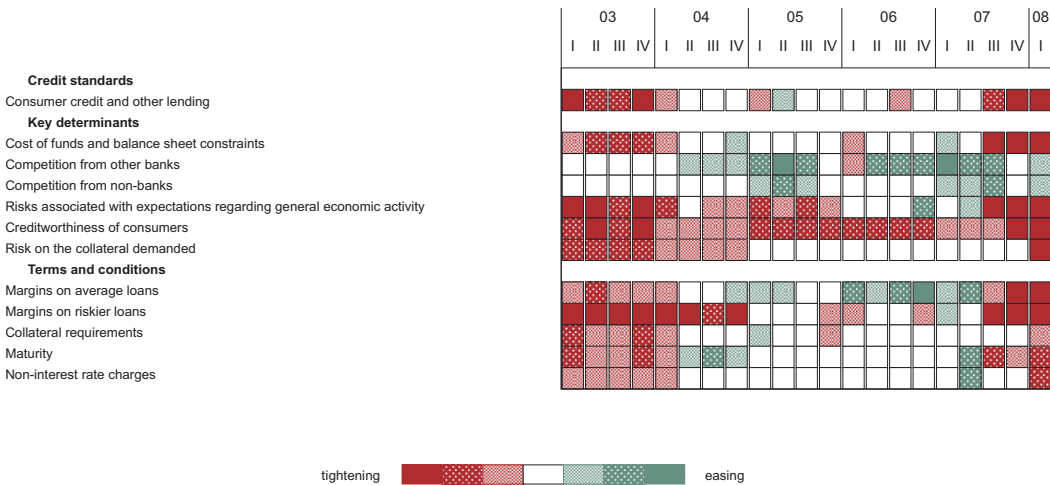 03 04 05 06 07 08
I II III IV I II III IV I II III IV I II III IV I II III IV I
Credit standards
Consumer credit and other lending
Key determinants
Cost of funds and balance sheet constraints
Competition from other banks
Competition from non-banks
Risks associated with expectations regarding general economic activity
Creditworthiness of consumers
Risk on the collateral demanded
Terms and conditions
Margins on average loans
Margins on riskier loans
Collateral requirements
Maturity
Non-interest rate charges
tightening easing